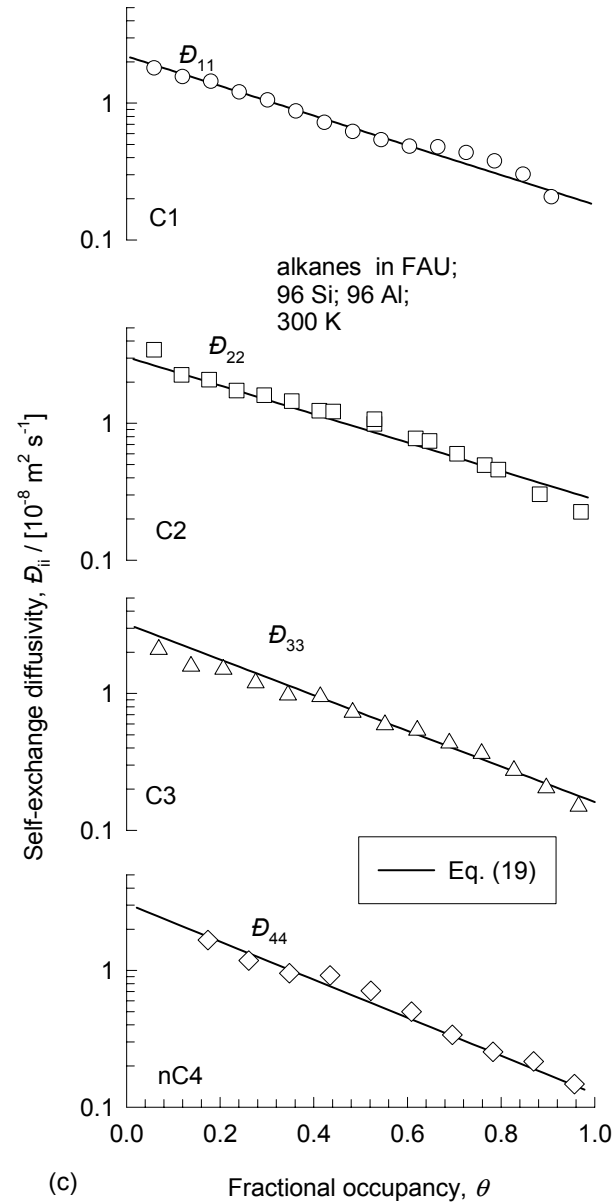 Đ11
1
0.1
C1
alkanes in FAU;
96 Si; 96 Al;
300 K
Đ22
1
0.1
C2
Đ33
1
0.1
C3
Eq. (19)
Đ44
1
0.1
nC4
0.0 0.2 0.4 0.6 0.8 1.0
Self-exchange diffusivity, Đii / [10-8 m2 s-1]
(c) Fractional occupancy, θ